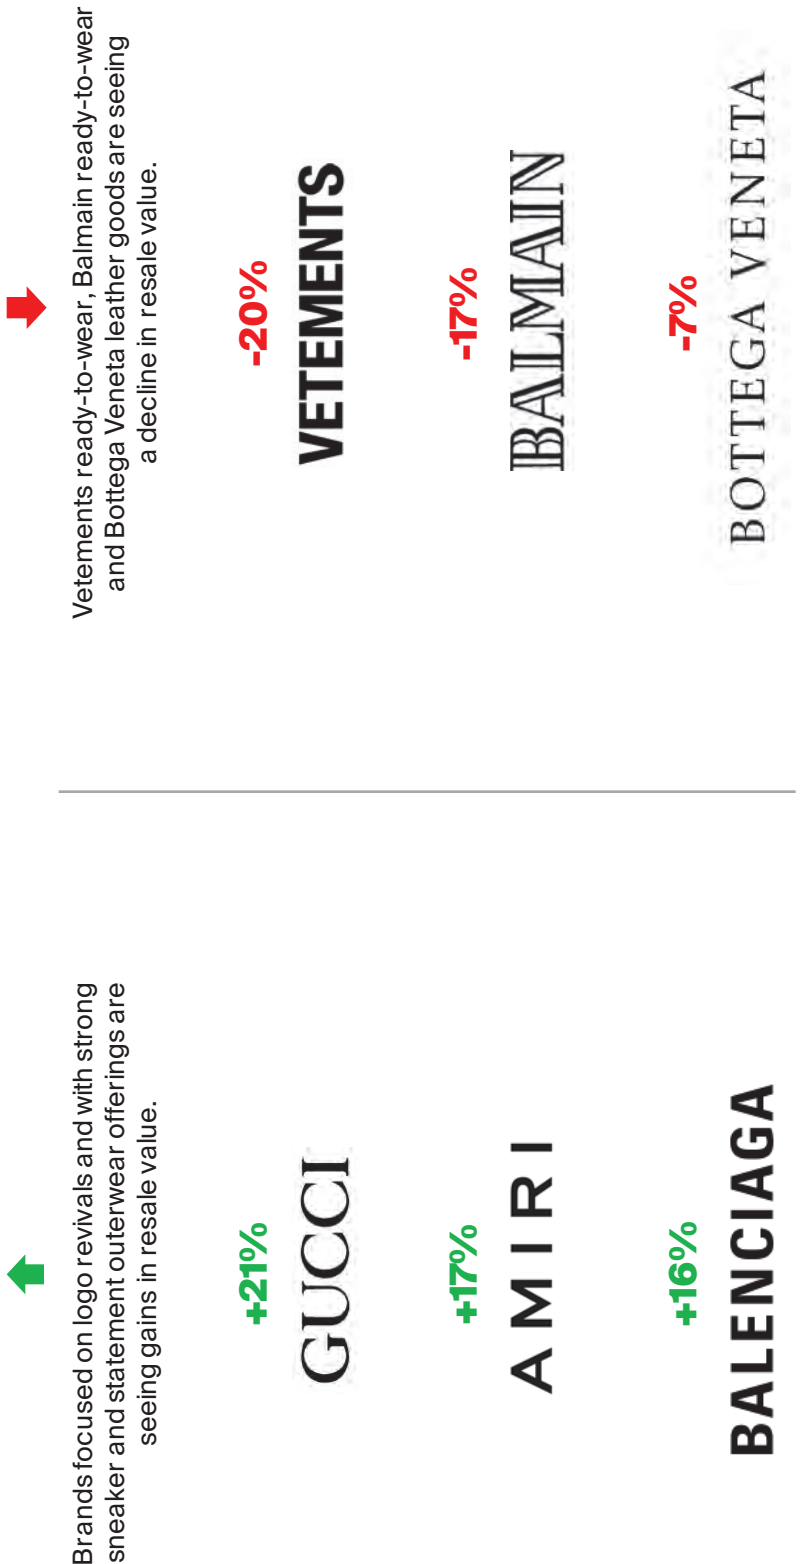 Brands focused on logo revivals and with strong
sneaker and statement outerwear offerings are
seeing gains in resale value.
+21%
GUCCI
+17%
AMIRI
+16%
BALENCIAGA
Vetements ready-to-wear, Balmain ready-to-wear
and Bottega Veneta leather goods are seeing
a decline in resale value.
-20%
VETEMENTS
-17%
BALMAIN
-7%
BOTTEGA VENETA